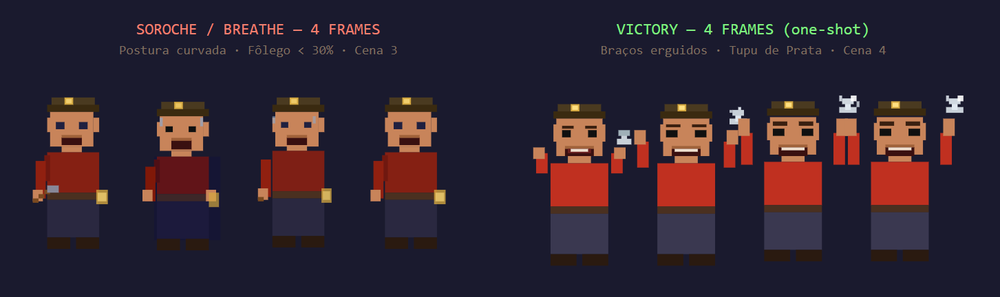 SOROCHE / BREATHE — 4 FRAMES
Postura curvada · Fôlego < 30% · Cena 3
VICTORY — 4 FRAMES (one-shot)
Braços erguidos · Tupu de Prata · Cena 4